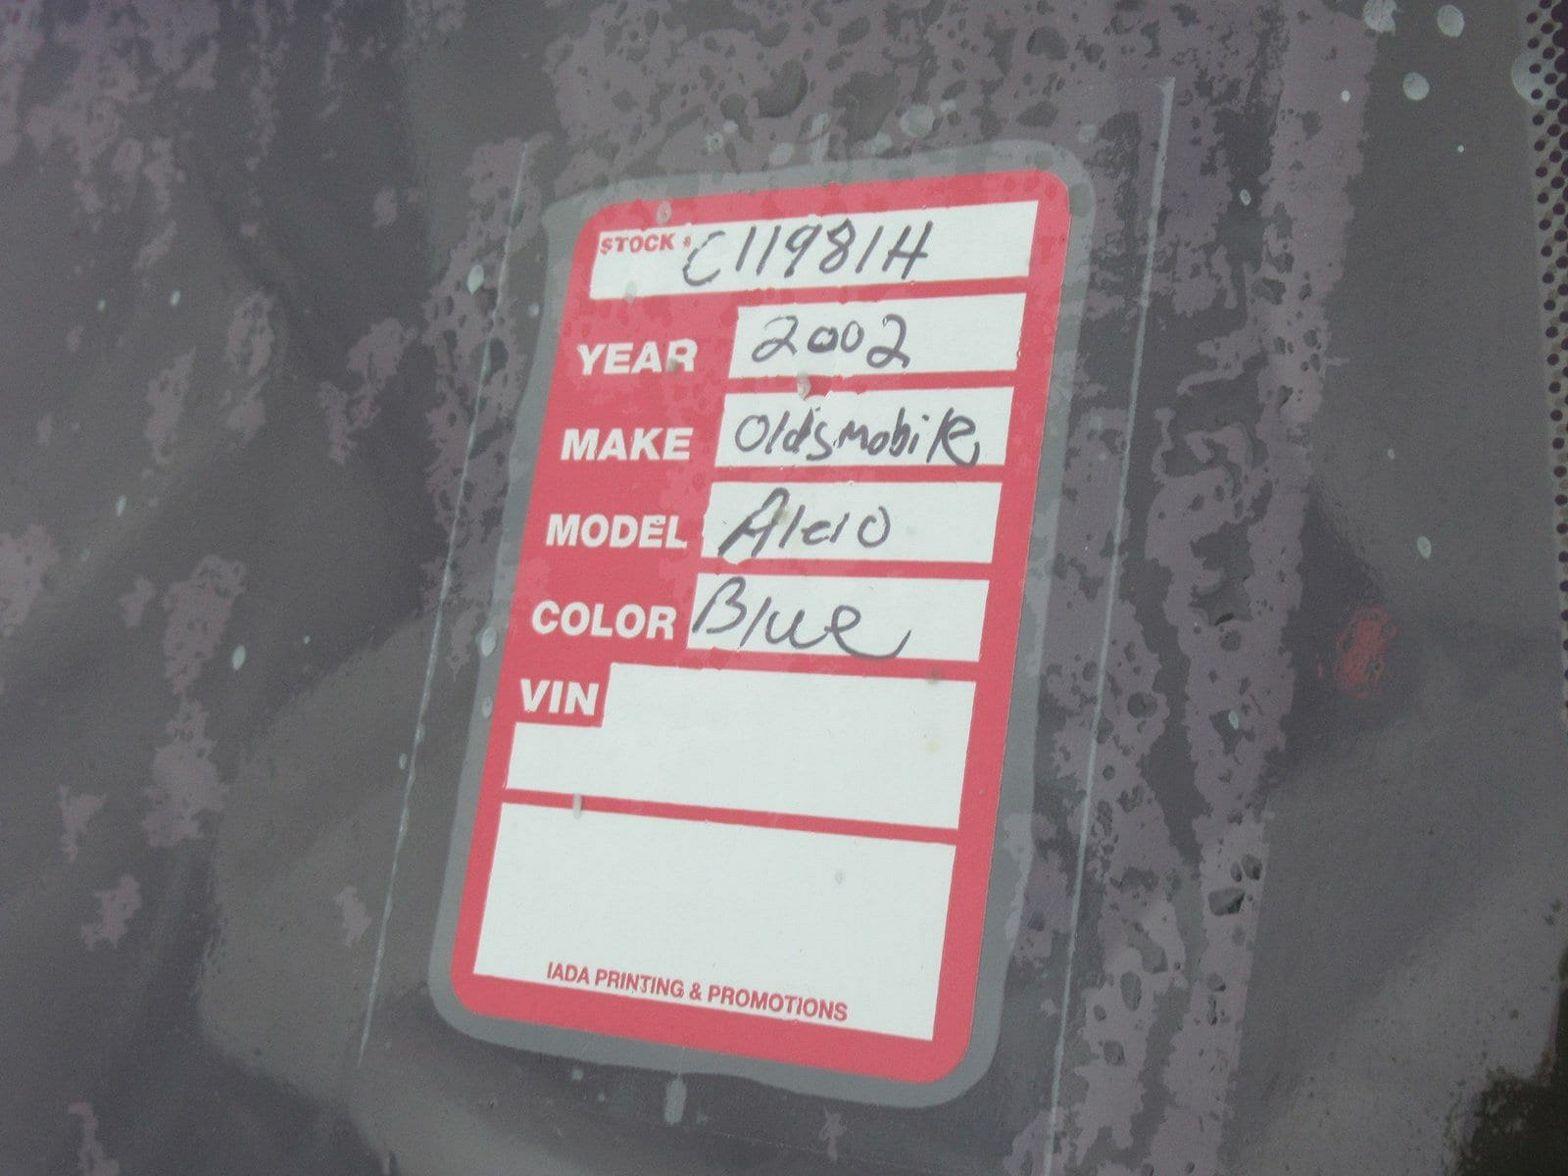 STOCK # C11981H
YEAR 2002
MAKE Oldsmobile
MODEL Alero
COLOR Blue
VIN
IADA PRINTING & PROMOTIONS